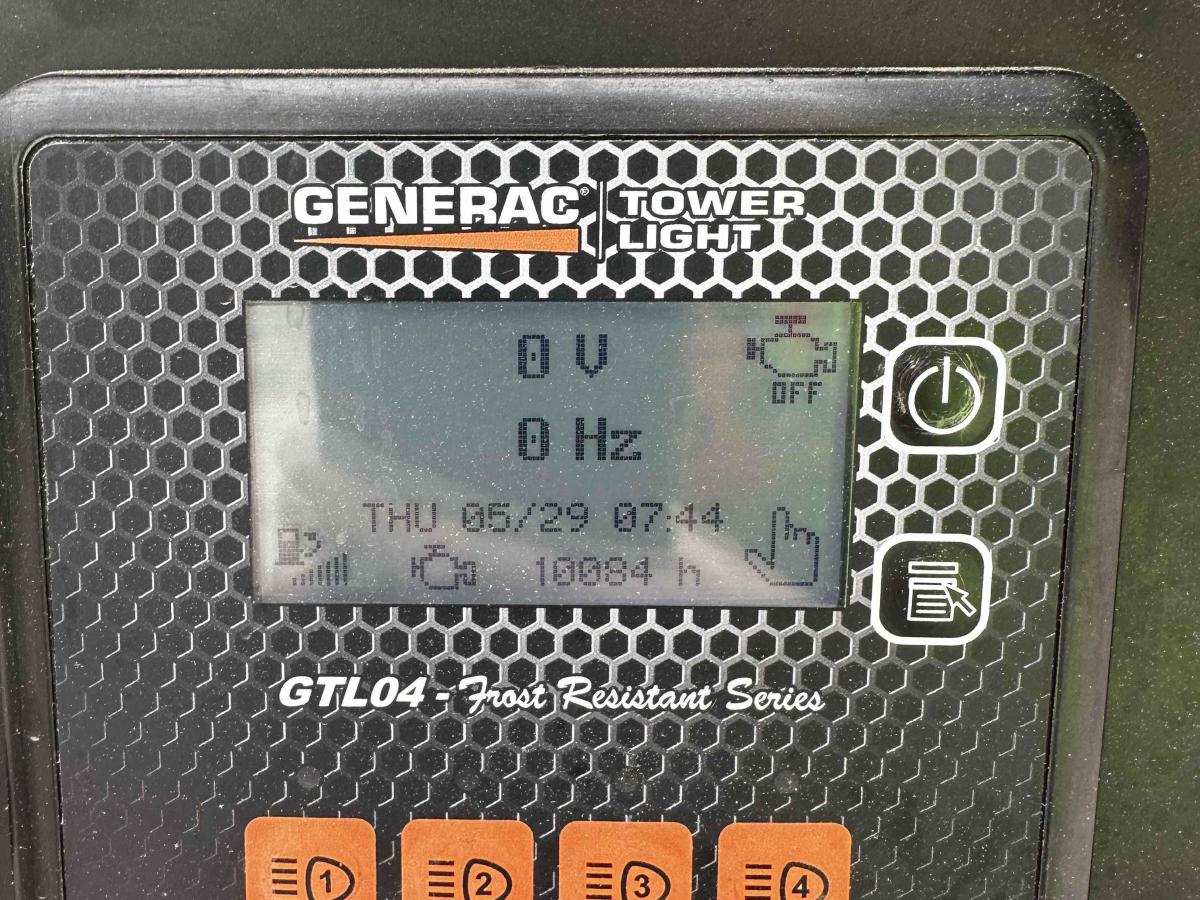 GENERAC® TOWER LIGHT
0 V
OFF
0 Hz
THU 05/29 07:44
10084 h
GTL04 - Frost Resistant Series
1 2 3 4